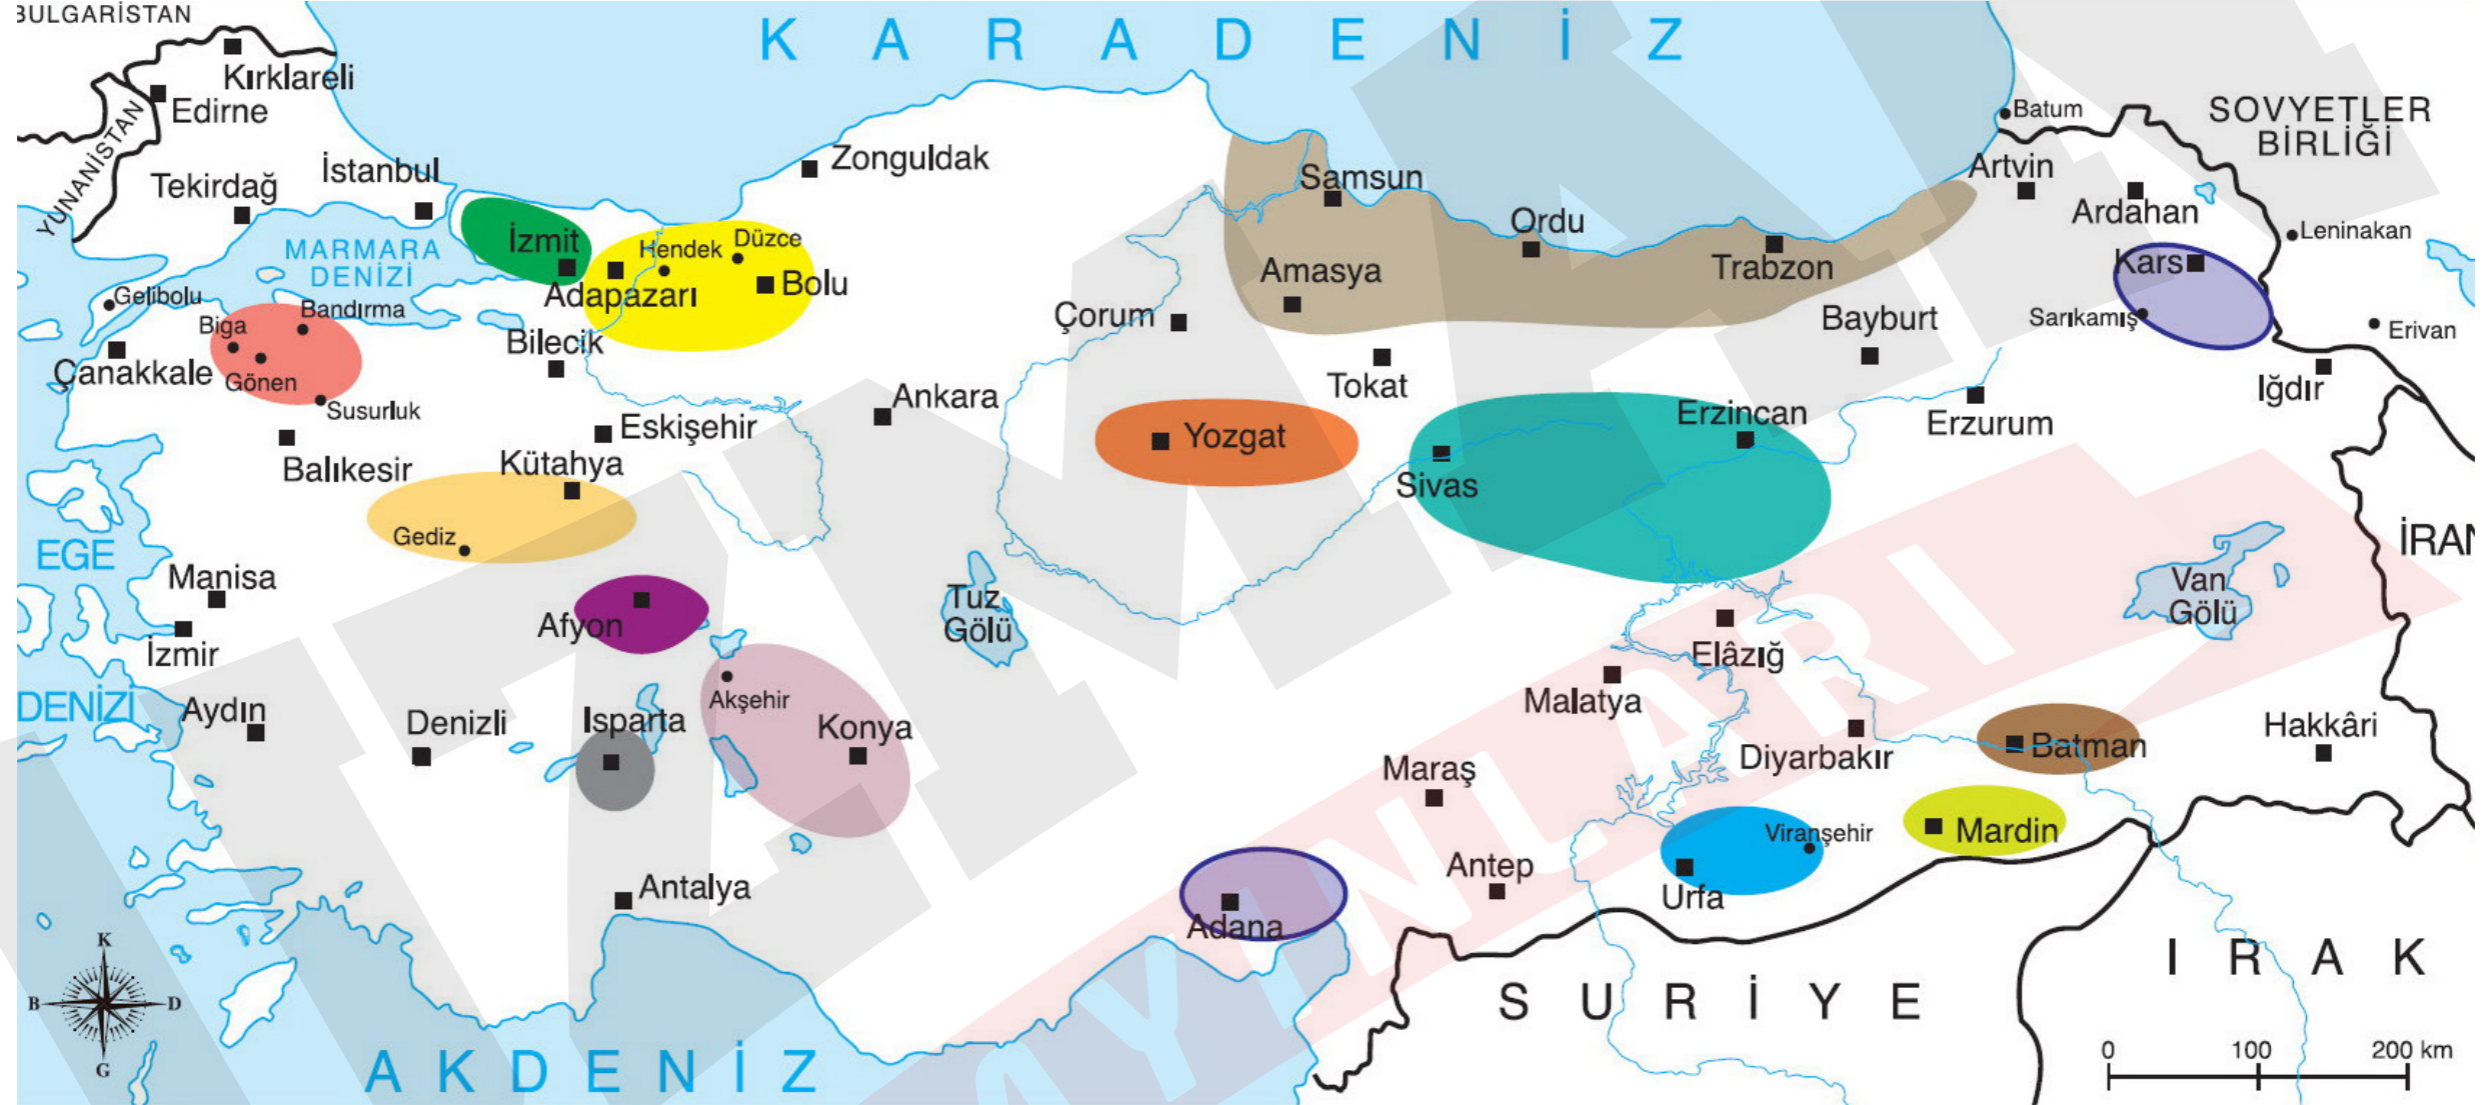 BULGARİSTAN
K A R A D E N İ Z
Kırklareli
Edirne
YUNANİSTAN
Tekirdağ
İstanbul
Zonguldak
Batum
SOVYETLER
BİRLİĞİ
Artvin
Ardahan
Samsun
Ordu
Leninakan
MARMARA
DENİZİ
İzmit
Hendek
Düzce
Bolu
Adapazarı
Amasya
Trabzon
Kars
Gelibolu
Bandırma
Biga
Gönen
Çanakkale
Susurluk
Bilecik
Çorum
Tokat
Bayburt
Sarıkamış
Erivan
Iğdır
Ankara
Eskişehir
Balıkesir
Kütahya
Yozgat
Sivas
Erzincan
Erzurum
Gediz
EGE
DENİZİ
İRAN
Manisa
İzmir
Afyon
Tuz
Gölü
Van
Gölü
Elâzığ
Malatya
Akşehir
Aydın
Denizli
Isparta
Konya
Diyarbakır
Batman
Hakkâri
Maraş
Viranşehir
Mardin
Antep
Urfa
Antalya
Adana
K
B
D
G
S U R İ Y E
I R A K
A K D E N İ Z
0 100 200 km
YAYINLARI